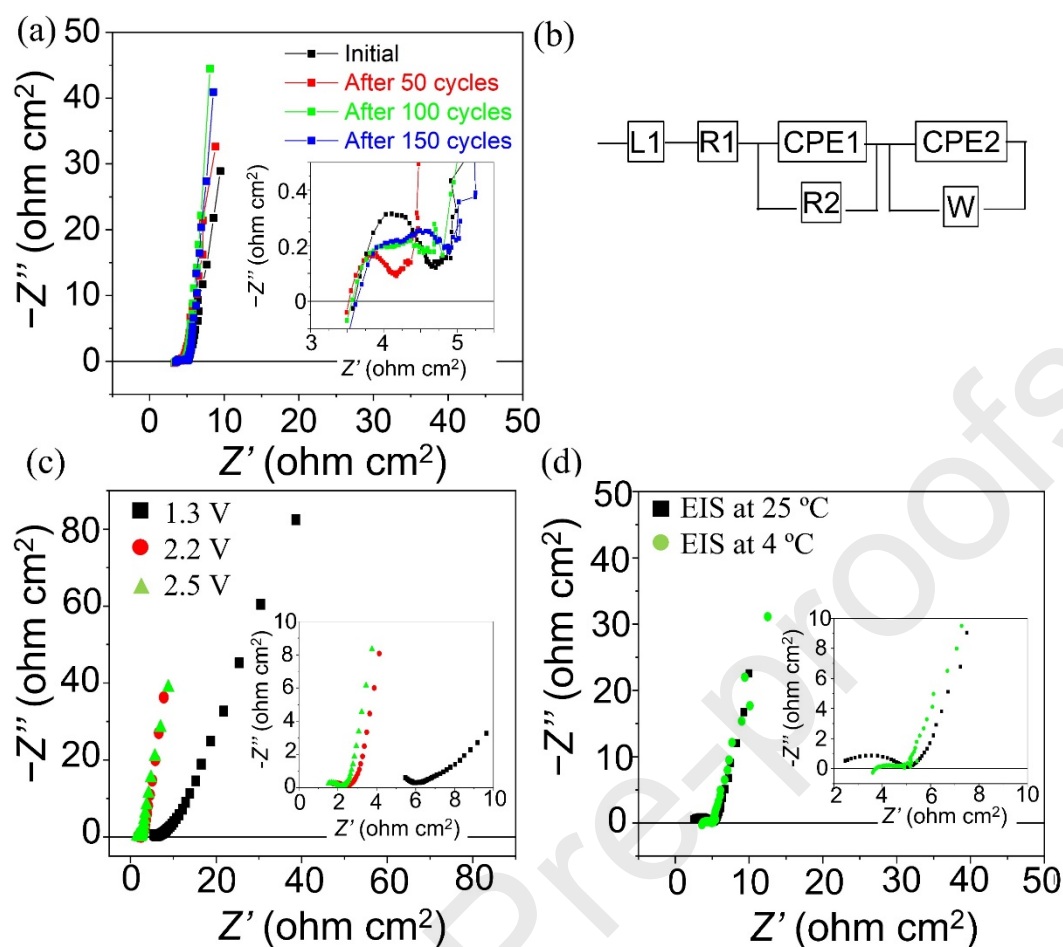 (a)
50
40
30
20
10
0
−Z″ (ohm cm²)
Initial
After 50 cycles
After 100 cycles
After 150 cycles
0.4
0.2
0
−Z″ (ohm cm²)
3 4 5
Z′ (ohm cm²)
0 10 20 30 40 50
Z′ (ohm cm²)
(b)
L1 R1 CPE1 CPE2
R2 W
(c)
80
60
40
20
0
−Z″ (ohm cm²)
1.3 V
2.2 V
2.5 V
10
8
6
4
2
0
-Z″ (ohm cm²)
0 2 4 6 8 10
Z′ (ohm cm²)
0 20 40 60 80
Z′ (ohm cm²)
(d)
50
40
30
20
10
0
−Z″ (ohm cm²)
EIS at 25 ºC
EIS at 4 ºC
10
8
6
4
2
0
-Z″ (ohm cm²)
2 4 6 8 10
Z′ (ohm cm²)
0 10 20 30 40 50
Z′ (ohm cm²)
Pre-proofs